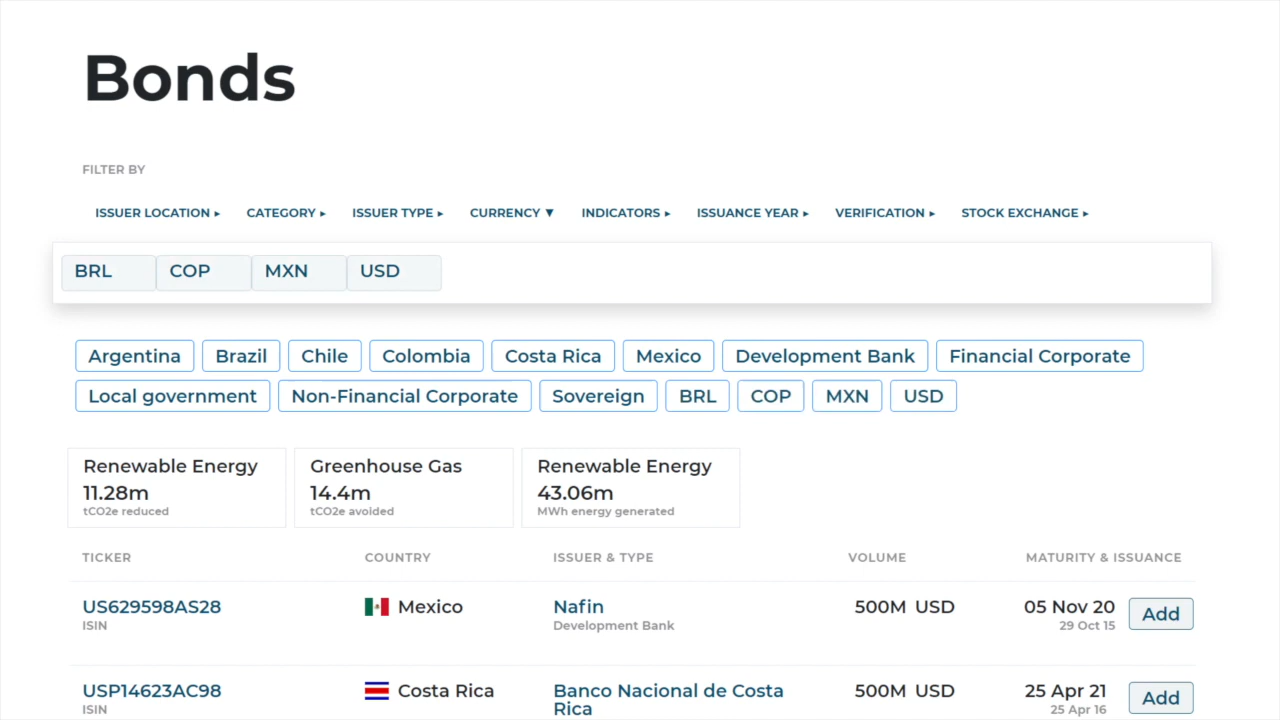 Bonds
FILTER BY
ISSUER LOCATION ▸ CATEGORY ▸ ISSUER TYPE ▸ CURRENCY ▼ INDICATORS ▸ ISSUANCE YEAR ▸ VERIFICATION ▸ STOCK EXCHANGE ▸
BRL COP MXN USD
Argentina Brazil Chile Colombia Costa Rica Mexico Development Bank Financial Corporate
Local government Non-Financial Corporate Sovereign BRL COP MXN USD
Renewable Energy Greenhouse Gas Renewable Energy
11.28m 14.4m 43.06m
tCO2e reduced tCO2e avoided MWh energy generated
TICKER COUNTRY ISSUER & TYPE VOLUME MATURITY & ISSUANCE
US629598AS28 Mexico Nafin 500M USD 05 Nov 20 Add
ISIN Development Bank 29 Oct 15
USP14623AC98 Costa Rica Banco Nacional de Costa 500M USD 25 Apr 21 Add
ISIN Rica 25 Apr 16